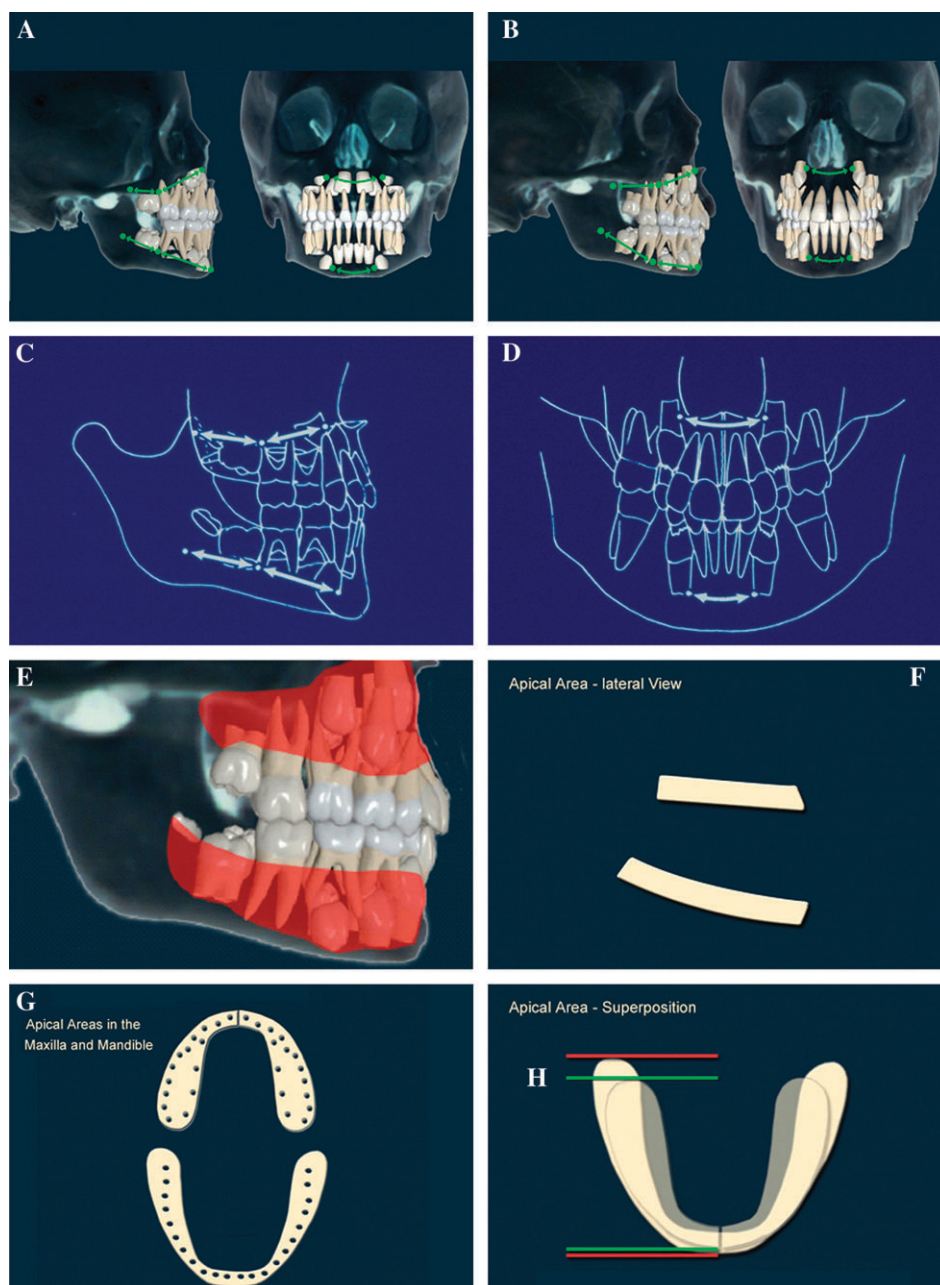 A
B
C
D
E
Apical Area - lateral View
F
G
Apical Areas in the
Maxilla and Mandible
Apical Area - Superposition
H